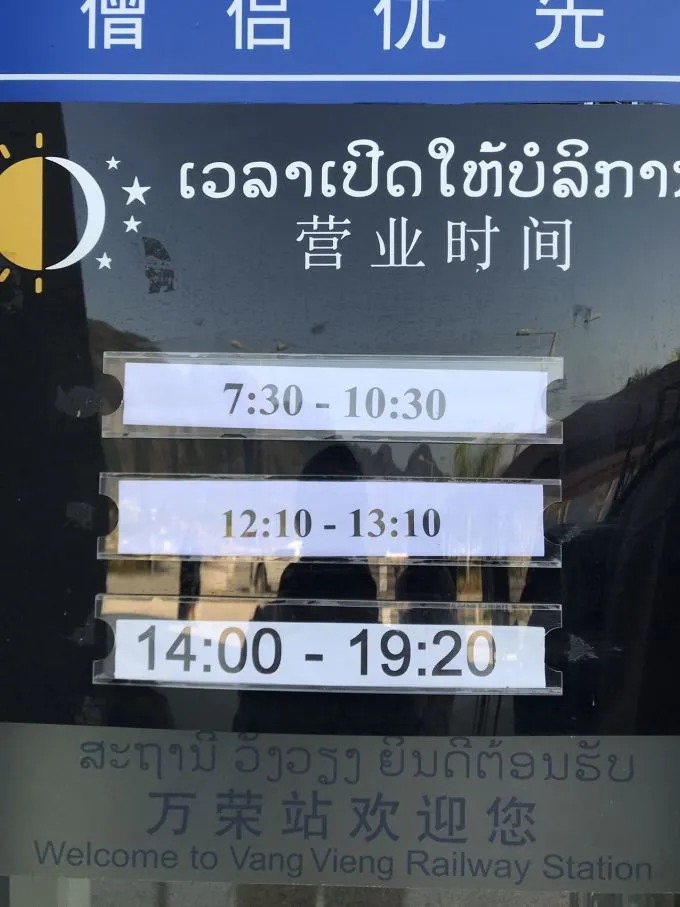 僧侣优先
ເວລາເປີດໃຫ້ບໍລິການ
营业时间
7:30 - 10:30
12:10 - 13:10
14:00 - 19:20
ສະຖານີ ວັງວຽງ ຍິນດີຕ້ອນຮັບ
万荣站欢迎您
Welcome to Vang Vieng Railway Station